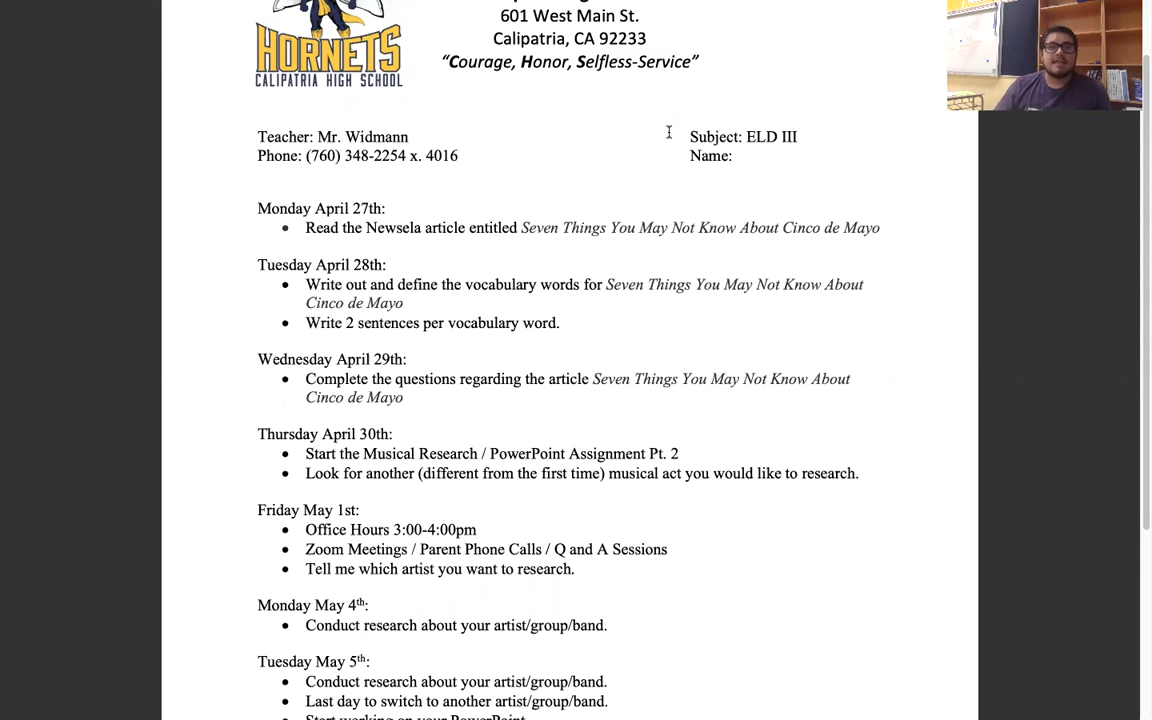 601 West Main St.
HORNETS
Calipatria, CA 92233
CALIPATRIA HIGH SCHOOL
“Courage, Honor, Selfless-Service”
Teacher: Mr. Widmann
Subject: ELD III
Phone: (760) 348-2254 x. 4016
Name:
Monday April 27th:
• Read the Newsela article entitled Seven Things You May Not Know About Cinco de Mayo
Tuesday April 28th:
• Write out and define the vocabulary words for Seven Things You May Not Know About
Cinco de Mayo
• Write 2 sentences per vocabulary word.
Wednesday April 29th:
• Complete the questions regarding the article Seven Things You May Not Know About
Cinco de Mayo
Thursday April 30th:
• Start the Musical Research / PowerPoint Assignment Pt. 2
• Look for another (different from the first time) musical act you would like to research.
Friday May 1st:
• Office Hours 3:00-4:00pm
• Zoom Meetings / Parent Phone Calls / Q and A Sessions
• Tell me which artist you want to research.
Monday May 4th:
• Conduct research about your artist/group/band.
Tuesday May 5th:
• Conduct research about your artist/group/band.
• Last day to switch to another artist/group/band.
• Start working on your PowerPoint